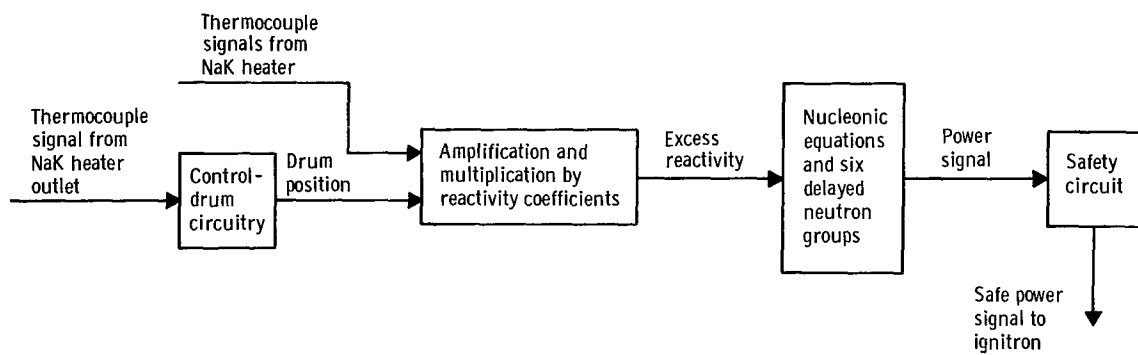 Thermocouple
signals from
NaK heater
Thermocouple
signal from
NaK heater
outlet
Control-
drum
circuitry
Drum
position
Amplification and
multiplication by
reactivity coefficients
Excess
reactivity
Nucleonic
equations
and six
delayed
neutron
groups
Power
signal
Safety
circuit
Safe power
signal to
ignitron